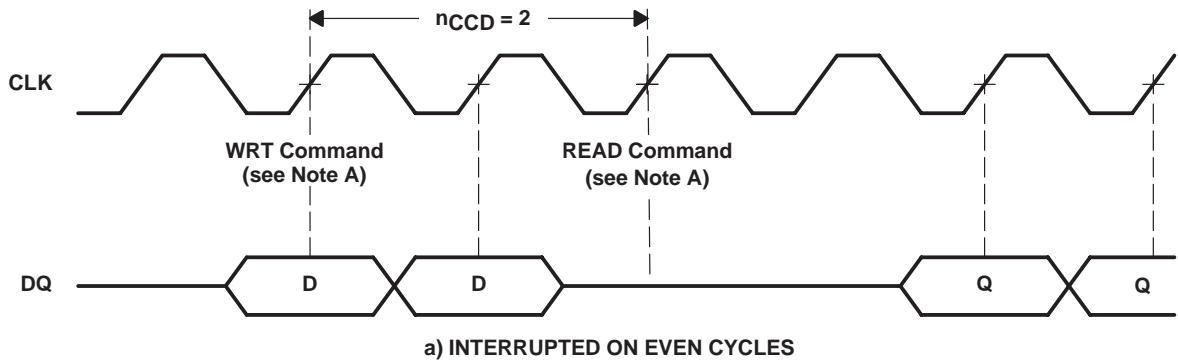 nCCD = 2
CLK
WRT Command
(see Note A)
READ Command
(see Note A)
DQ
D
D
Q
Q
a) INTERRUPTED ON EVEN CYCLES